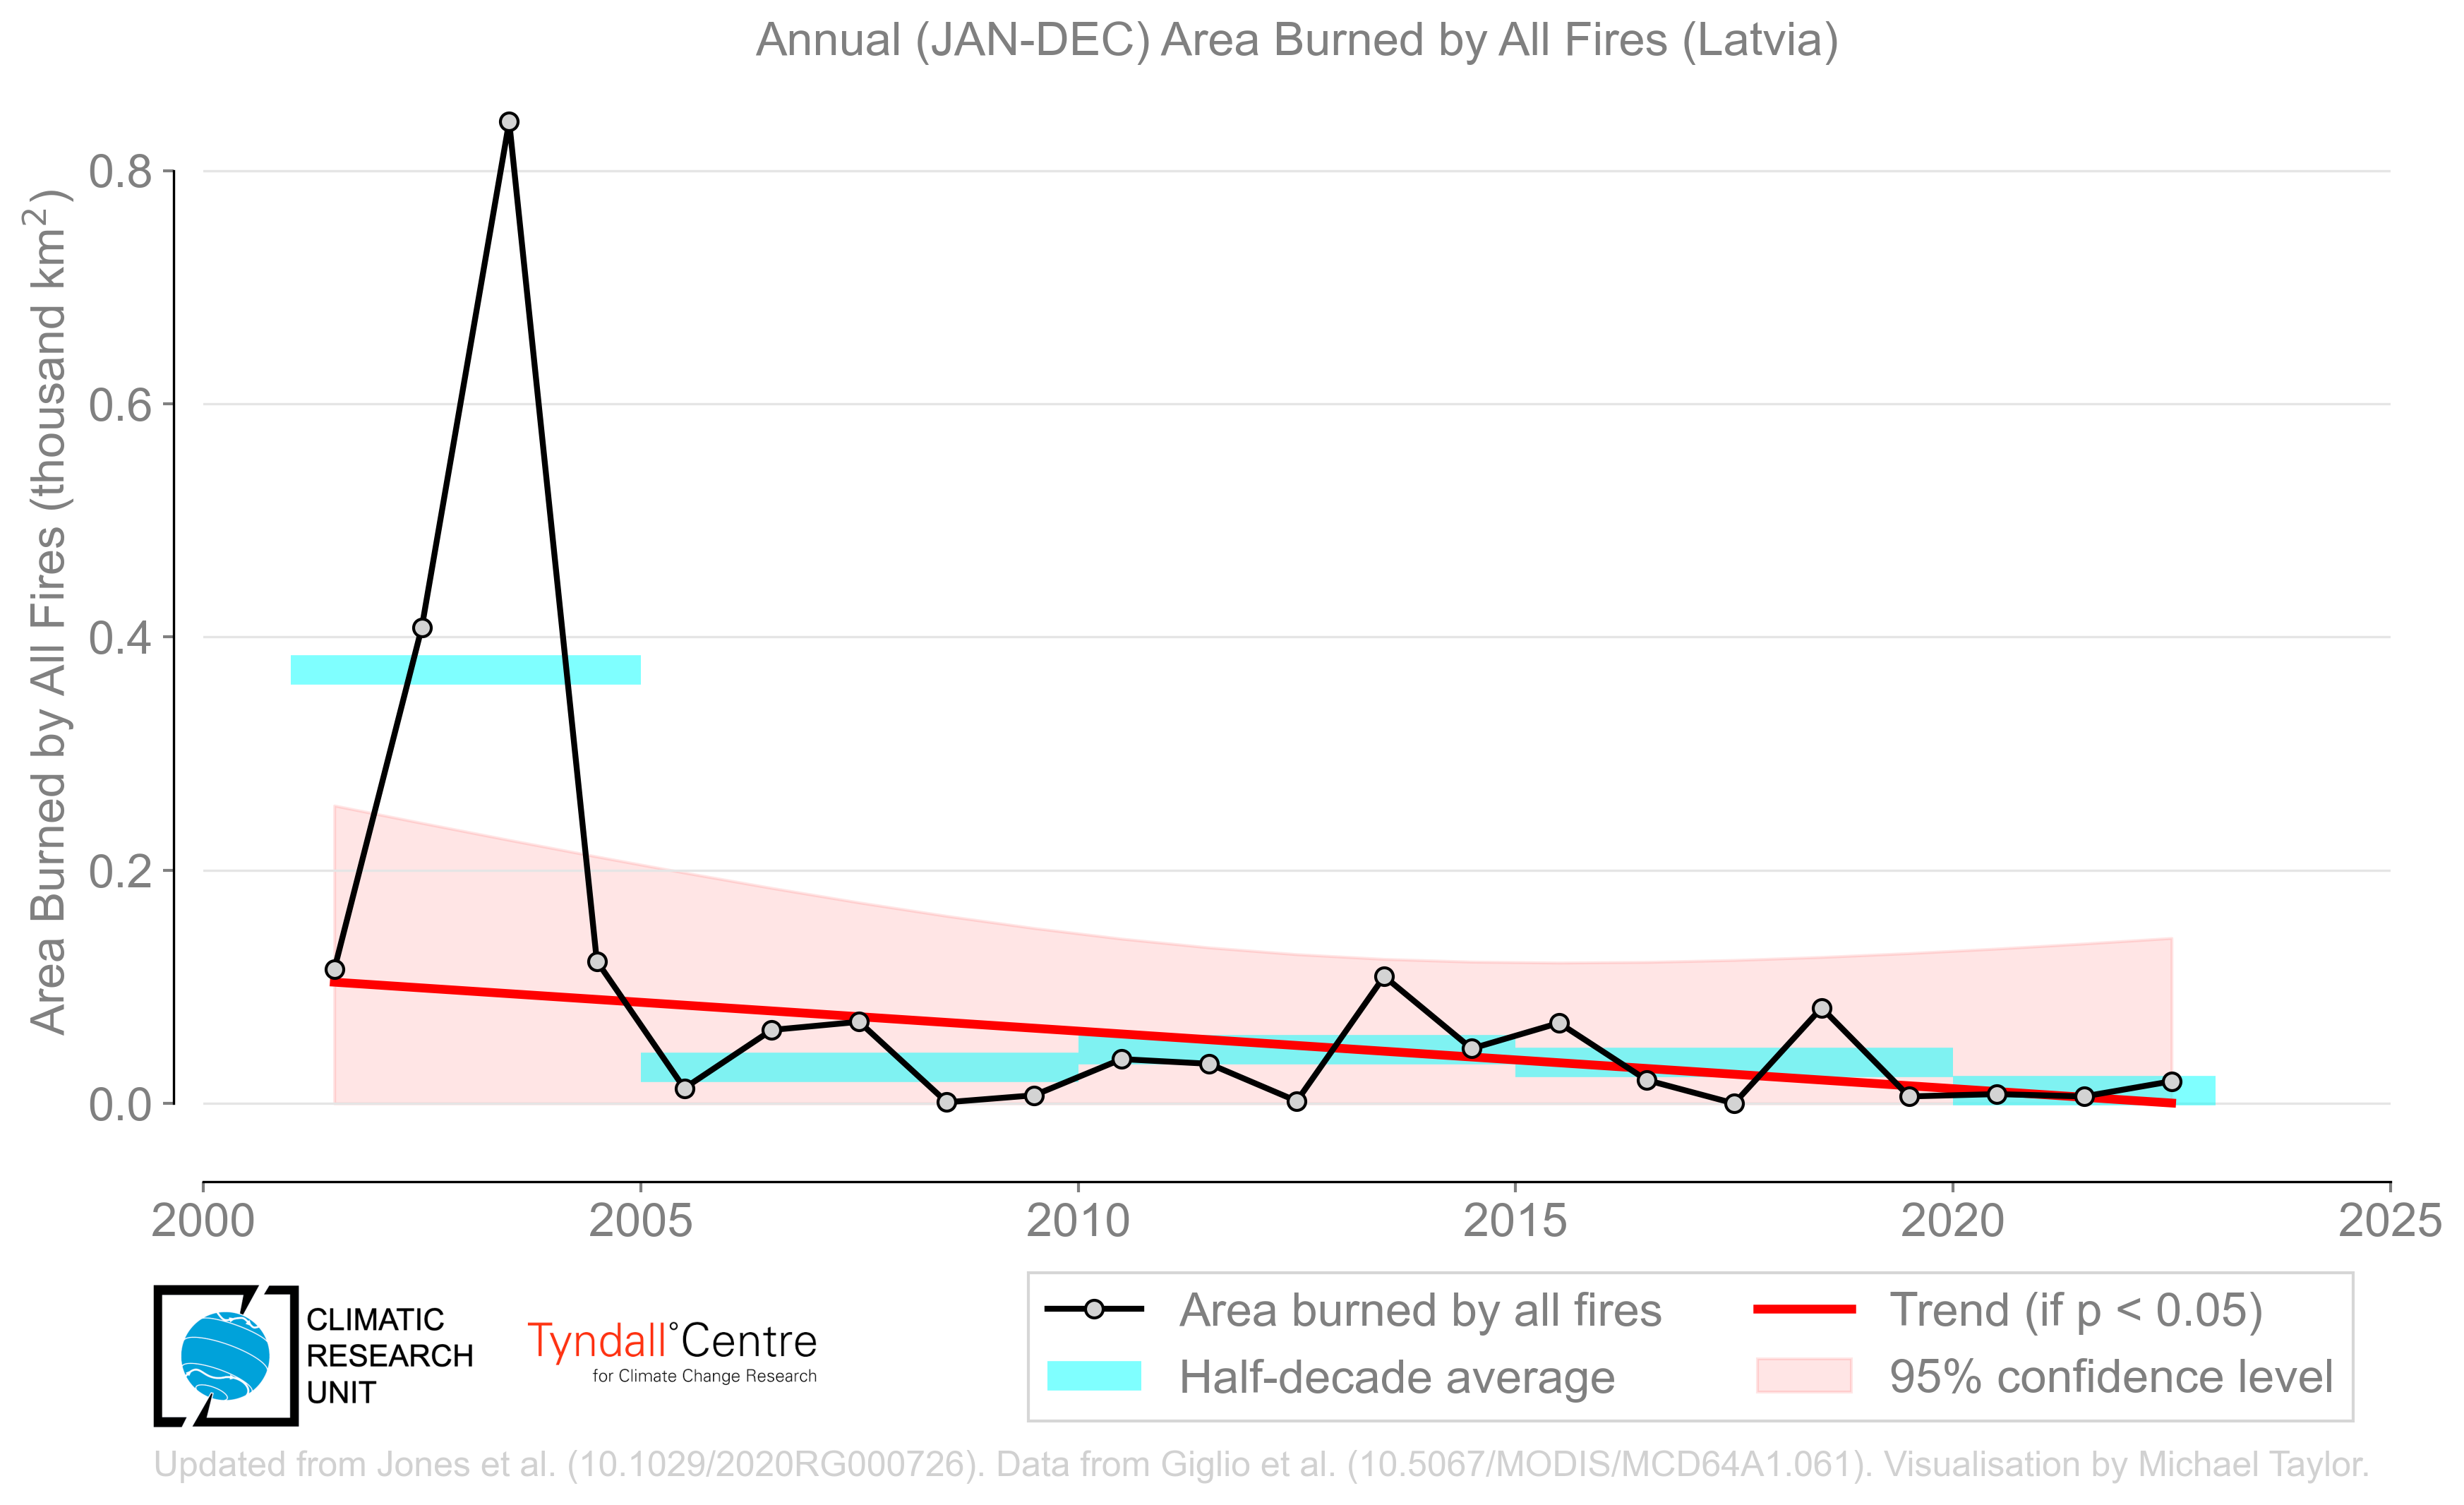 Annual (JAN-DEC) Area Burned by All Fires (Latvia)
Area Burned by All Fires (thousand km²)
0.8
0.6
0.4
0.2
0.0
2000 2005 2010 2015 2020 2025
CLIMATIC
RESEARCH
UNIT
Tyndall°Centre
for Climate Change Research
Area burned by all fires
Half-decade average
Trend (if p < 0.05)
95% confidence level
Updated from Jones et al. (10.1029/2020RG000726). Data from Giglio et al. (10.5067/MODIS/MCD64A1.061). Visualisation by Michael Taylor.